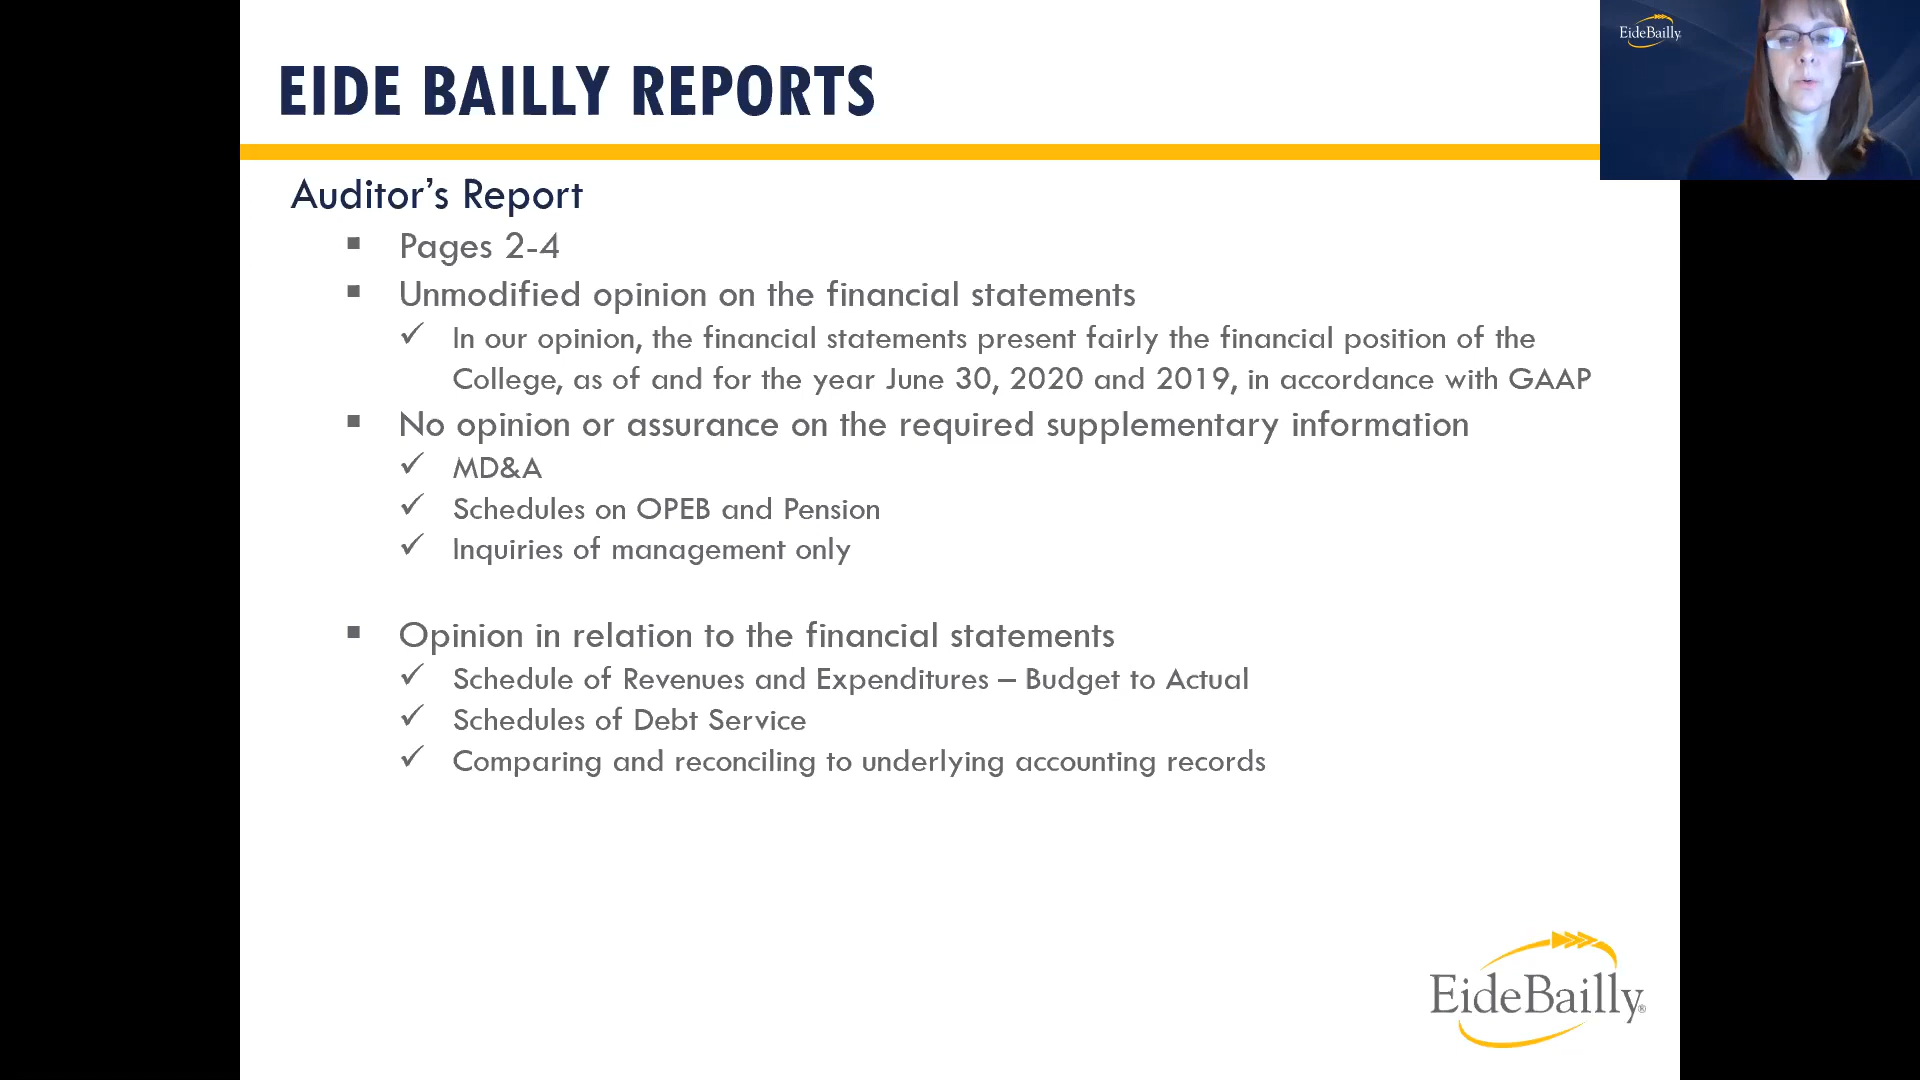 EIDE BAILLY REPORTS
EideBailly
Auditor’s Report
Pages 2-4
Unmodified opinion on the financial statements
In our opinion, the financial statements present fairly the financial position of the
College, as of and for the year June 30, 2020 and 2019, in accordance with GAAP
No opinion or assurance on the required supplementary information
MD&A
Schedules on OPEB and Pension
Inquiries of management only
Opinion in relation to the financial statements
Schedule of Revenues and Expenditures – Budget to Actual
Schedules of Debt Service
Comparing and reconciling to underlying accounting records
EideBailly®